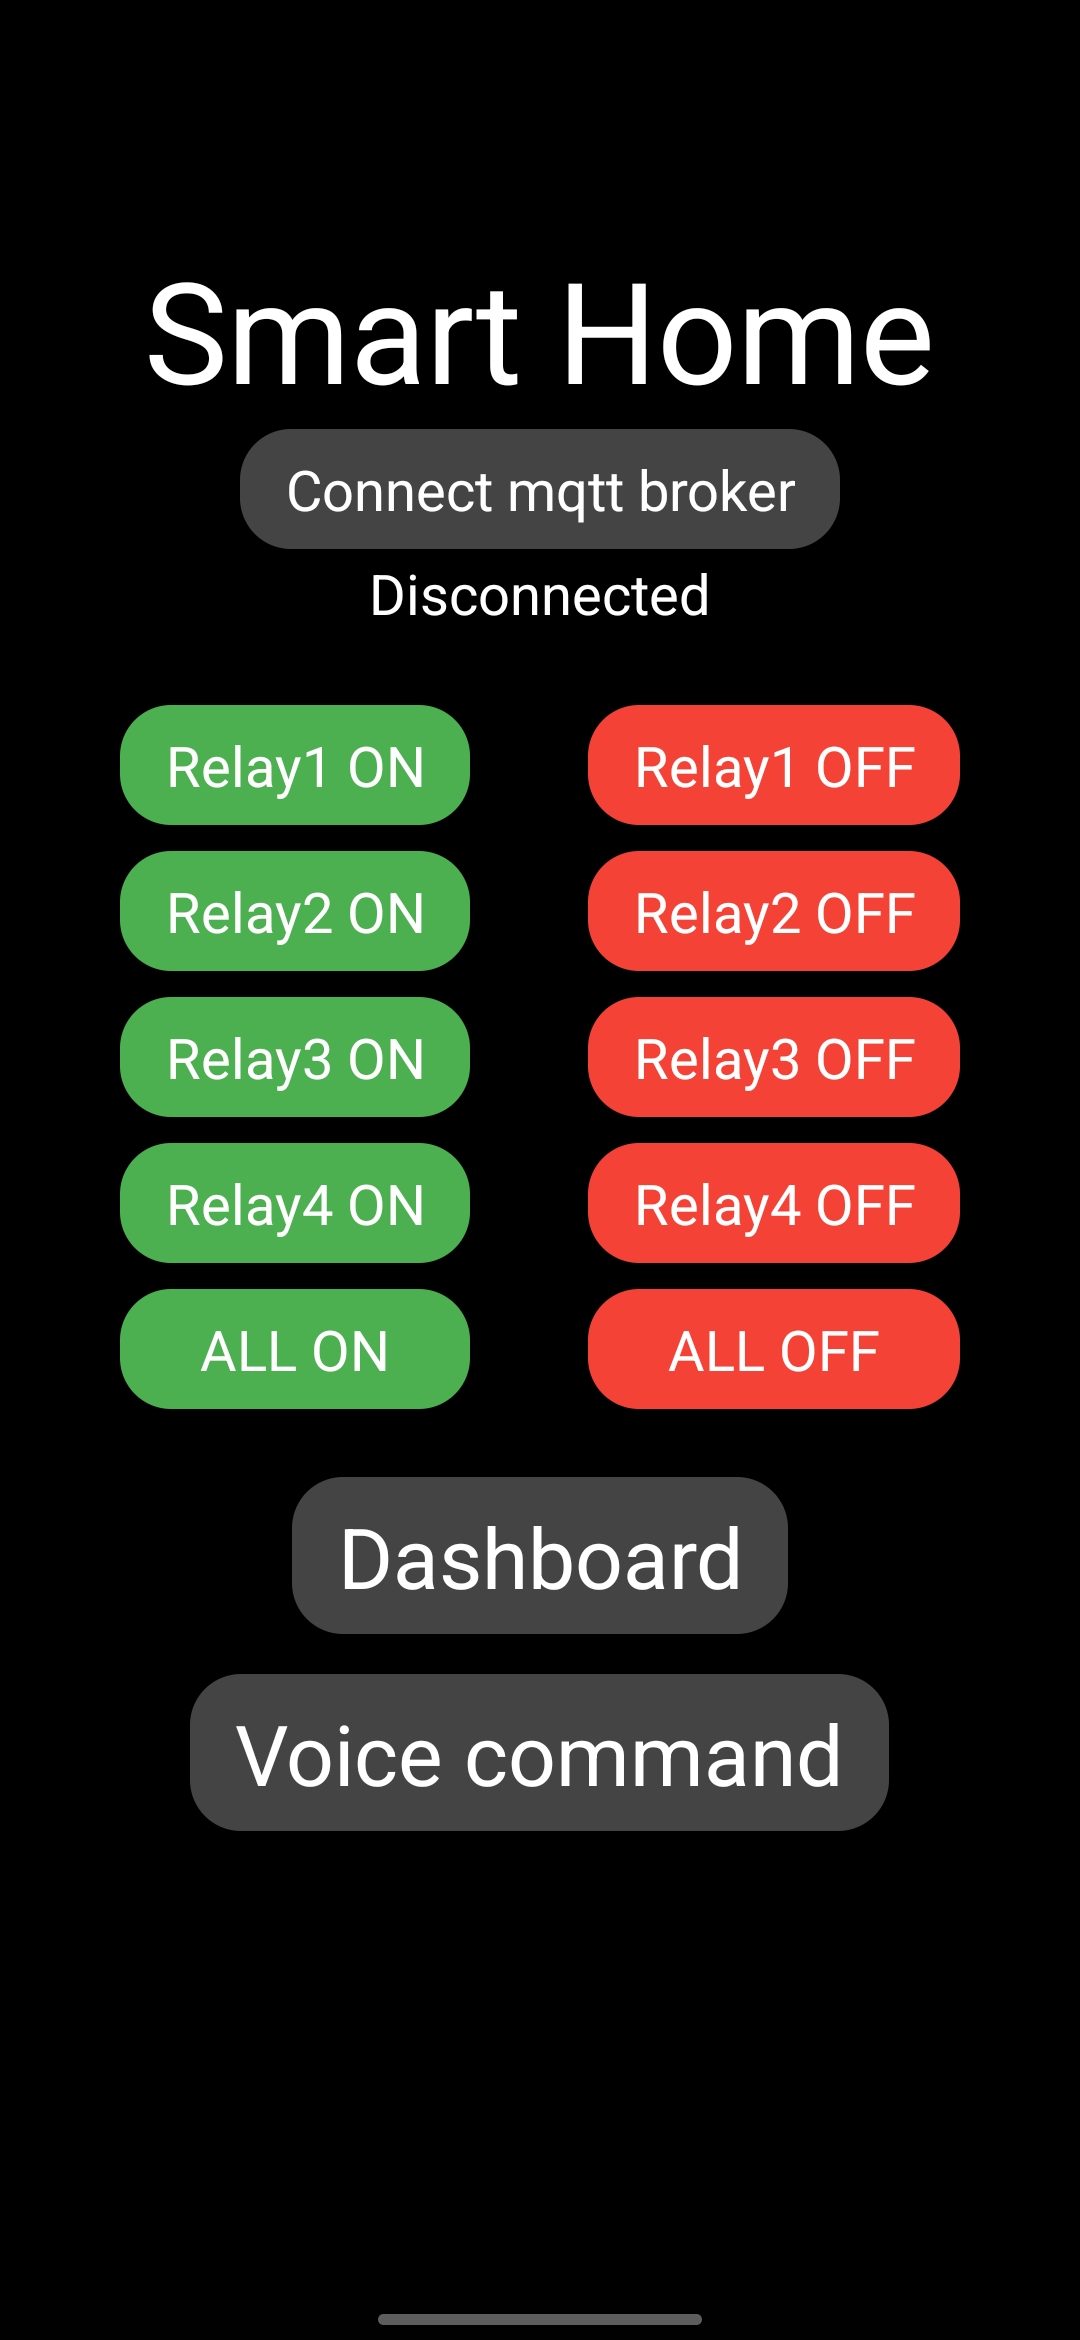 Smart Home
Connect mqtt broker
Disconnected
Relay1 ON Relay1 OFF
Relay2 ON Relay2 OFF
Relay3 ON Relay3 OFF
Relay4 ON Relay4 OFF
ALL ON ALL OFF
Dashboard
Voice command